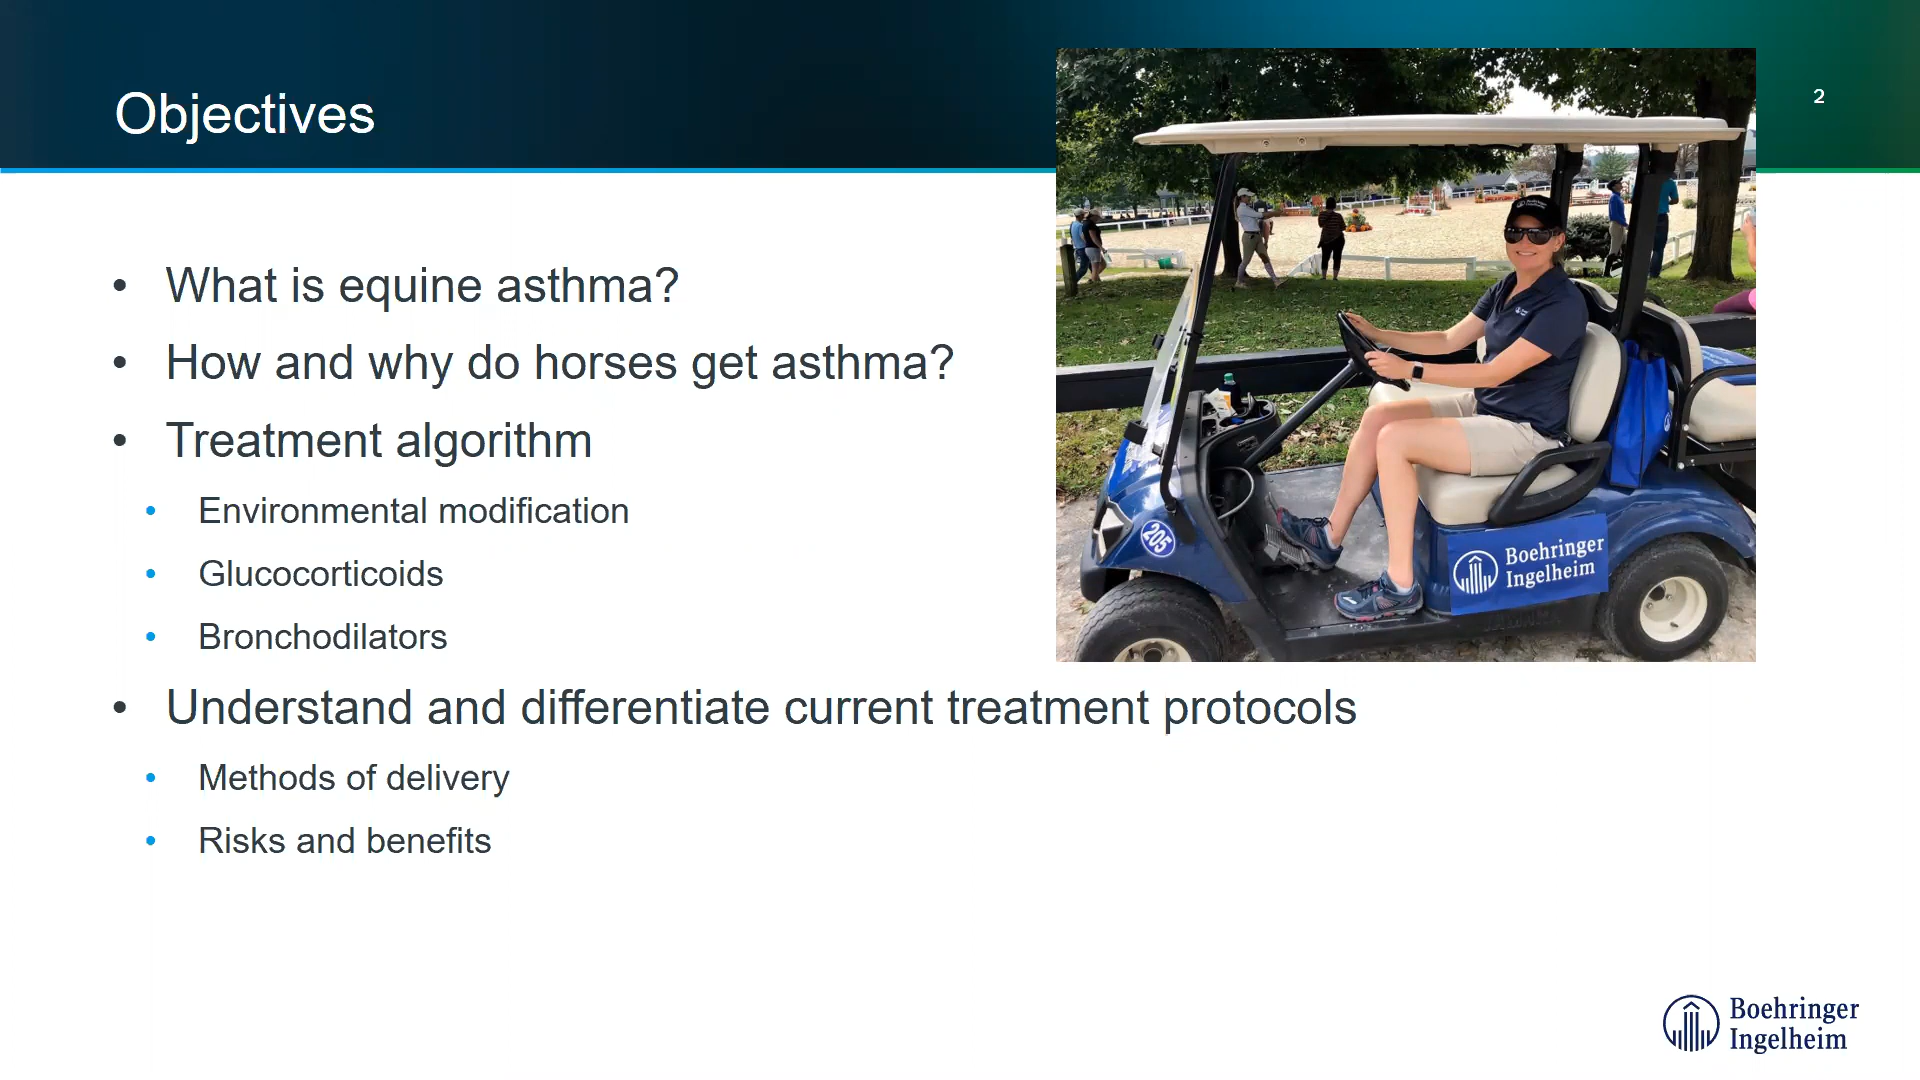 Objectives
2
• What is equine asthma?
• How and why do horses get asthma?
• Treatment algorithm
• Environmental modification
• Glucocorticoids
• Bronchodilators
• Understand and differentiate current treatment protocols
• Methods of delivery
• Risks and benefits
205
Boehringer
Ingelheim
Boehringer
Ingelheim